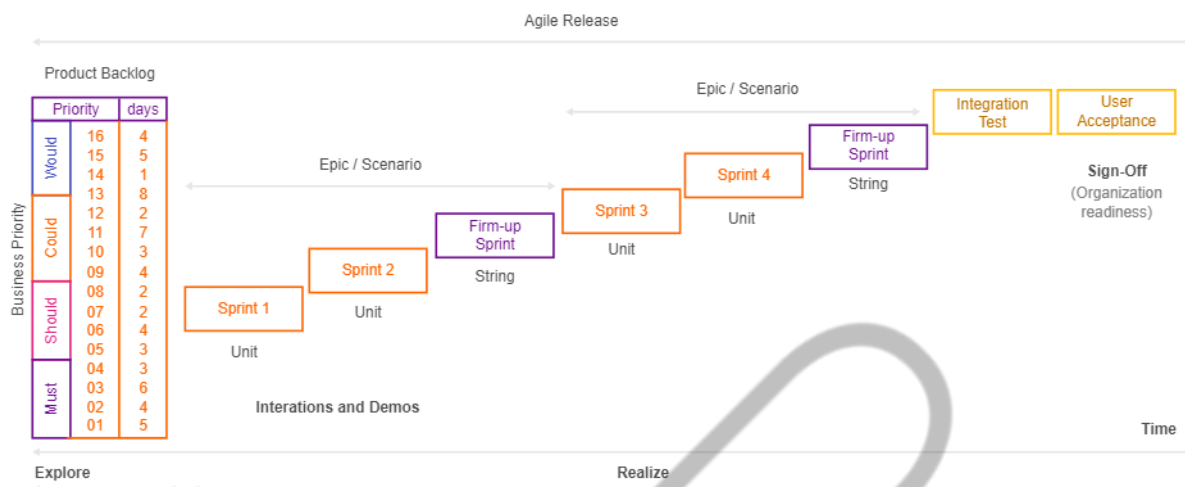 Agile Release
Product Backlog
Priority days
Business Priority
Would
Could
Should
Must
16 4
15 5
14 1
13 8
12 2
11 7
10 3
09 4
08 2
07 2
06 4
05 3
04 3
03 6
02 4
01 5
Epic / Scenario
Sprint 1
Unit
Sprint 2
Unit
Firm-up
Sprint
String
Epic / Scenario
Sprint 3
Unit
Sprint 4
Unit
Firm-up
Sprint
String
Integration
Test
User
Acceptance
Sign-Off
(Organization
readiness)
Interations and Demos
Time
Explore
Realize